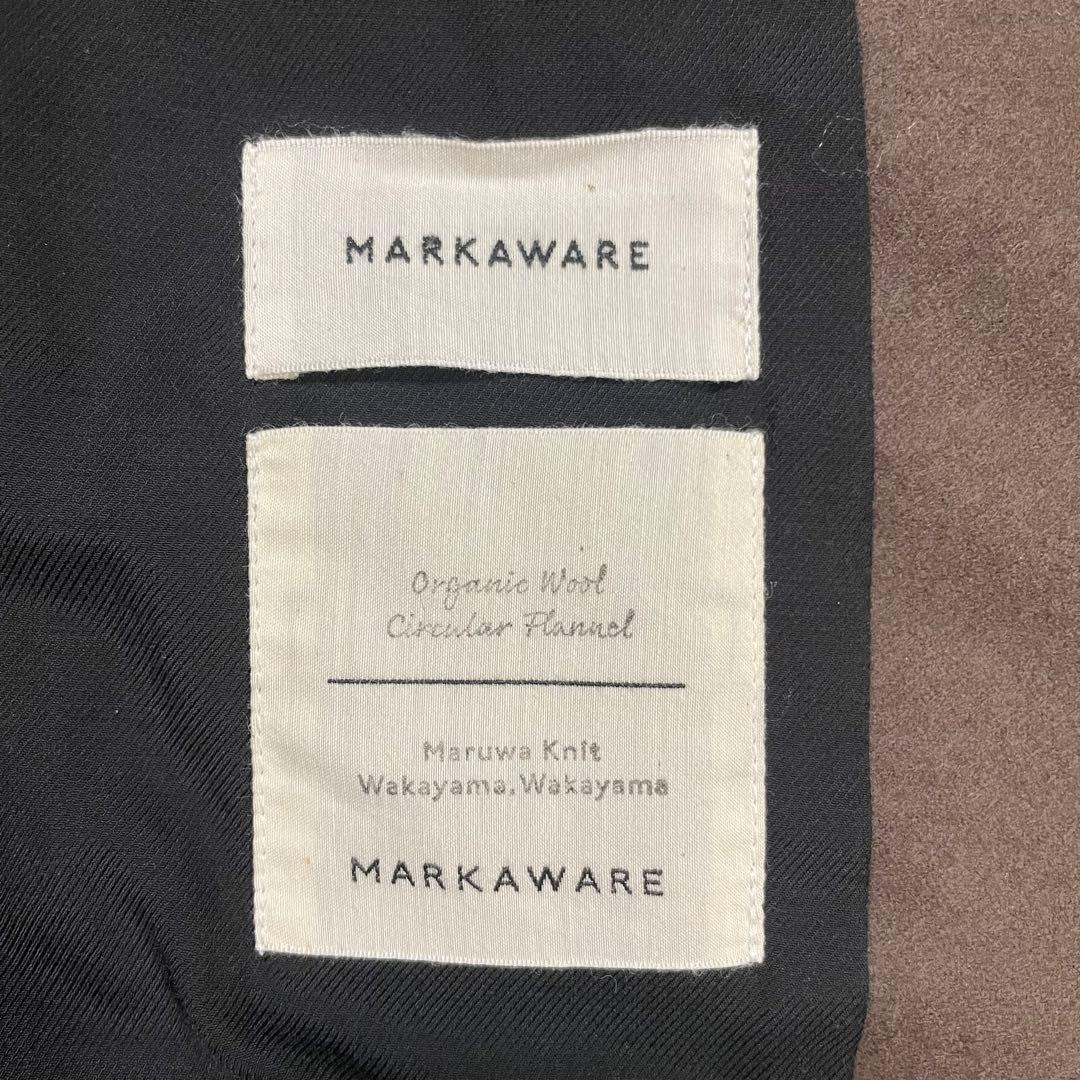 MARKAWARE
Organic Wool
Circular Flannel
Maruwa Knit
Wakayama.Wakayama
MARKAWARE